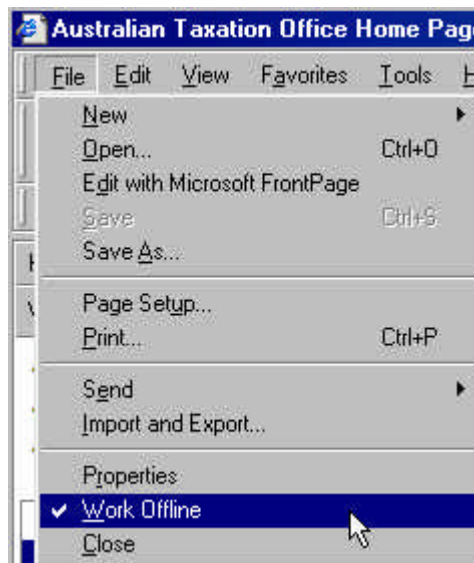 Australian Taxation Office Home Page
File Edit View Favorites Tools
New
Open... Ctrl+O
Edit with Microsoft FrontPage
Save Ctrl+S
Save As...
Page Setup...
Print... Ctrl+P
Send
Import and Export...
Properties
Work Offline
Close